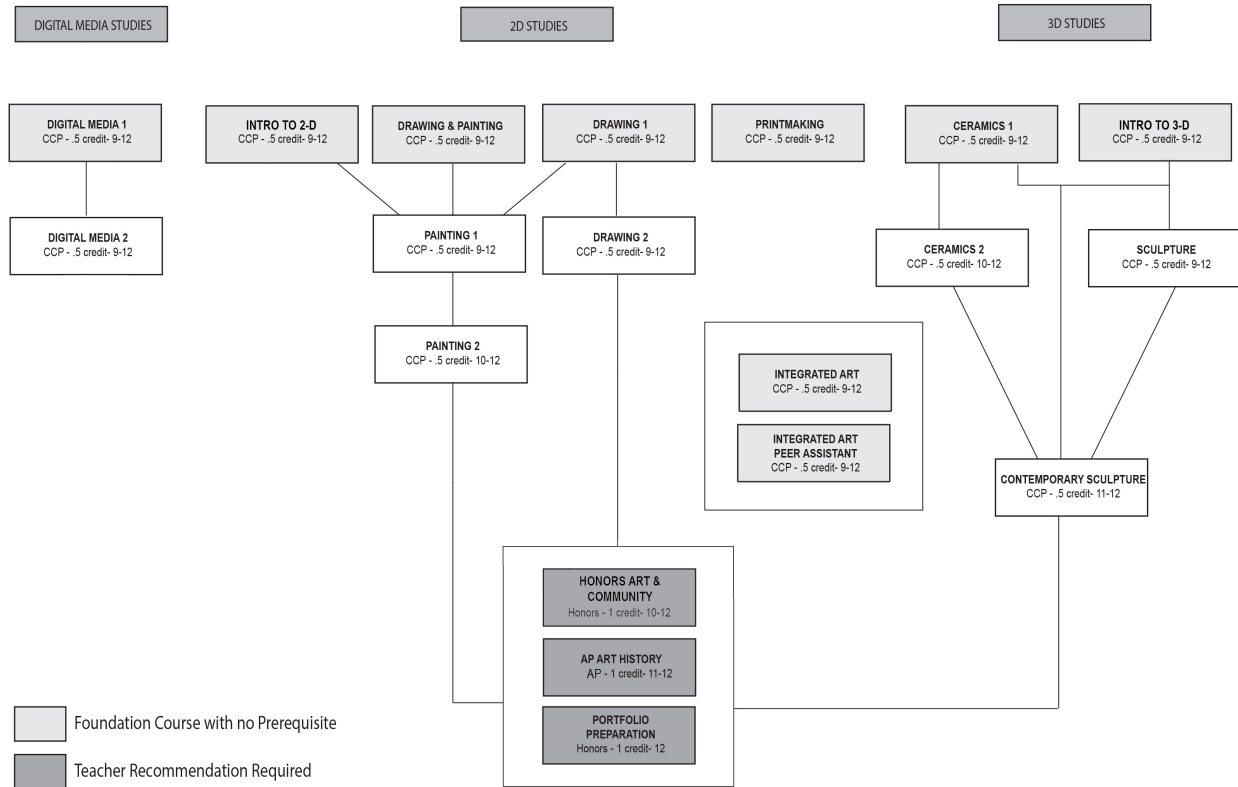 DIGITAL MEDIA STUDIES
2D STUDIES
3D STUDIES
DIGITAL MEDIA 1
CCP - .5 credit- 9-12
INTRO TO 2-D
CCP - .5 credit- 9-12
DRAWING & PAINTING
CCP - .5 credit- 9-12
DRAWING 1
CCP - .5 credit- 9-12
PRINTMAKING
CCP - .5 credit- 9-12
CERAMICS 1
CCP - .5 credit- 9-12
INTRO TO 3-D
CCP - .5 credit- 9-12
DIGITAL MEDIA 2
CCP - .5 credit- 9-12
PAINTING 1
CCP - .5 credit- 9-12
DRAWING 2
CCP - .5 credit- 9-12
CERAMICS 2
CCP - .5 credit- 10-12
SCULPTURE
CCP - .5 credit- 9-12
PAINTING 2
CCP - .5 credit- 10-12
INTEGRATED ART
CCP - .5 credit- 9-12
INTEGRATED ART
PEER ASSISTANT
CCP - .5 credit- 9-12
CONTEMPORARY SCULPTURE
CCP - .5 credit- 11-12
HONORS ART &
COMMUNITY
Honors - 1 credit- 10-12
AP ART HISTORY
AP - 1 credit- 11-12
PORTFOLIO
PREPARATION
Honors - 1 credit- 12
Foundation Course with no Prerequisite
Teacher Recommendation Required